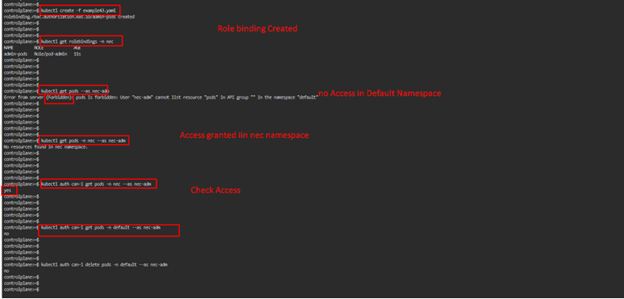 controlplane:~$
controlplane:~$ kubectl create -f example43.yaml
rolebinding.rbac.authorization.k8s.io/admin-pods created
controlplane:~$
Role binding Created
controlplane:~$
controlplane:~$
controlplane:~$ kubectl get rolebindings -n nec
NAME ROLE AGE
admin-pods Role/pod-admin 11s
controlplane:~$
controlplane:~$
controlplane:~$
controlplane:~$
controlplane:~$
controlplane:~$ kubectl get pods --as nec-adm
no Access in Default Namespace
Error from server (Forbidden): pods is forbidden: User "nec-adm" cannot list resource "pods" in API group "" in the namespace "default"
controlplane:~$
controlplane:~$
controlplane:~$
controlplane:~$
controlplane:~$
Access granted iin nec namespace
controlplane:~$
controlplane:~$ kubectl get pods -n nec --as nec-adm
No resources found in nec namespace.
controlplane:~$
controlplane:~$
controlplane:~$
controlplane:~$
controlplane:~$ kubectl auth can-i get pods -n nec --as nec-adm
yes
Check Access
controlplane:~$
controlplane:~$
controlplane:~$
controlplane:~$
controlplane:~$
controlplane:~$ kubectl auth can-i get pods -n default --as nec-adm
no
controlplane:~$
controlplane:~$
controlplane:~$
controlplane:~$
controlplane:~$ kubectl auth can-i delete pods -n default --as nec-adm
no
controlplane:~$
controlplane:~$
controlplane:~$